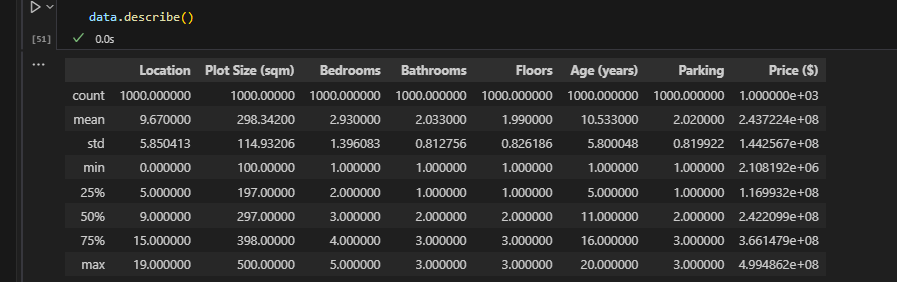 data.describe()
[51] 0.0s
...
Location Plot Size (sqm) Bedrooms Bathrooms Floors Age (years) Parking Price ($)
count 1000.000000 1000.00000 1000.000000 1000.000000 1000.000000 1000.000000 1000.000000 1.000000e+03
mean 9.670000 298.34200 2.930000 2.033000 1.990000 10.533000 2.020000 2.437224e+08
std 5.850413 114.93206 1.396083 0.812756 0.826186 5.800048 0.819922 1.442567e+08
min 0.000000 100.00000 1.000000 1.000000 1.000000 1.000000 1.000000 2.108192e+06
25% 5.000000 197.00000 2.000000 1.000000 1.000000 5.000000 1.000000 1.169932e+08
50% 9.000000 297.00000 3.000000 2.000000 2.000000 11.000000 2.000000 2.422099e+08
75% 15.000000 398.00000 4.000000 3.000000 3.000000 16.000000 3.000000 3.661479e+08
max 19.000000 500.00000 5.000000 3.000000 3.000000 20.000000 3.000000 4.994862e+08